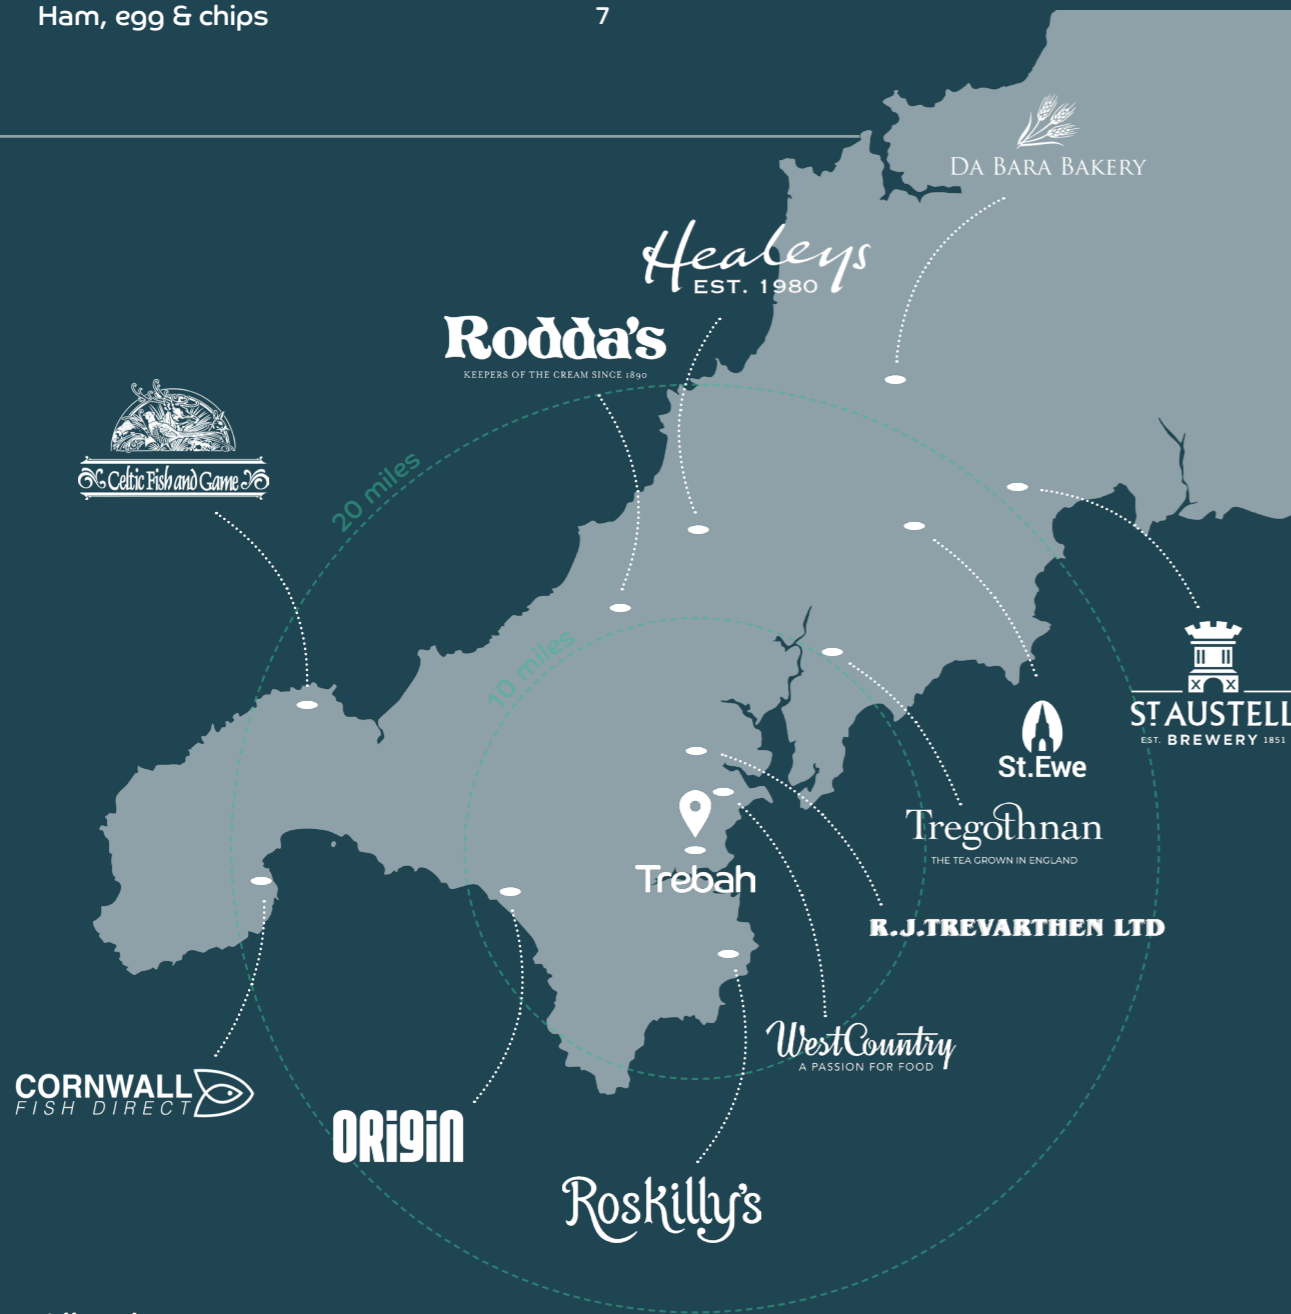 Ham, egg & chips 7
DA BARA BAKERY
Healeys
EST. 1980
Rodda's
KEEPERS OF THE CREAM SINCE 1890
Celtic Fish and Game
20 miles
10 miles
ST AUSTELL
EST. BREWERY 1851
St.Ewe
Tregothnan
THE TEA GROWN IN ENGLAND
Trebah
R.J.TREVARTHEN LTD
WestCountry
A PASSION FOR FOOD
CORNWALL
FISH DIRECT
ORiGiN
Roskilly's